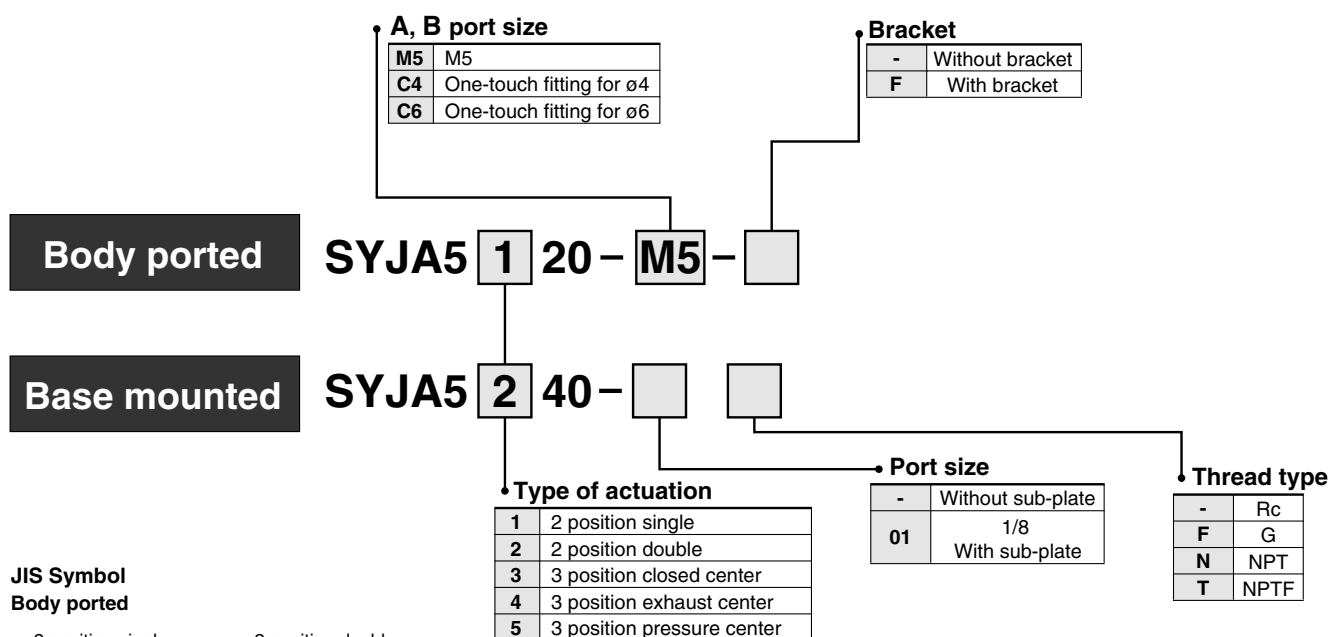 A, B port size
M5 M5
C4 One-touch fitting for ø4
C6 One-touch fitting for ø6
Bracket
- Without bracket
F With bracket
Body ported SYJA5 1 20 – M5 –
Base mounted SYJA5 2 40 –
Type of actuation
1 2 position single
2 2 position double
3 3 position closed center
4 3 position exhaust center
5 3 position pressure center
Port size
- Without sub-plate
01 1/8
With sub-plate
Thread type
- Rc
F G
N NPT
T NPTF
JIS Symbol
Body ported